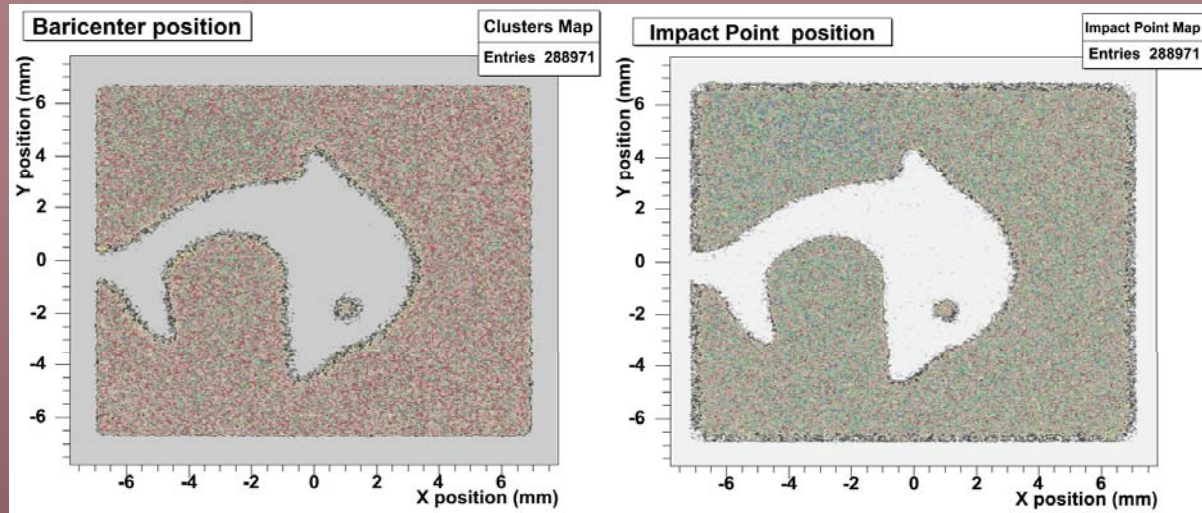 Baricenter position
Clusters Map
Entries 288971
Y position (mm)
6
4
2
0
-2
-4
-6
-6 -4 -2 0 2 4 6
X position (mm)
Impact Point position
Impact Point Map
Entries 288971
Y position (mm)
6
4
2
0
-2
-4
-6
-6 -4 -2 0 2 4 6
X position (mm)